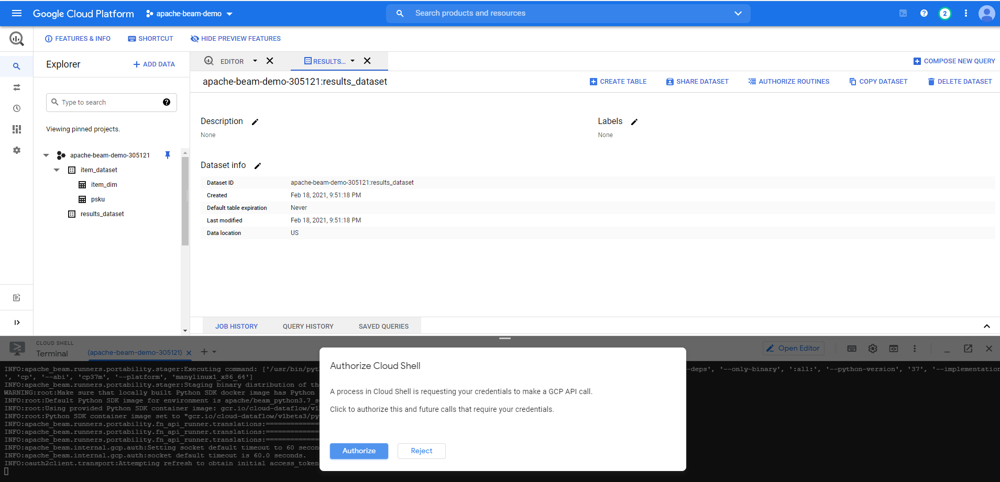 Google Cloud Platform
apache-beam-demo
Search products and resources
2
FEATURES & INFO
SHORTCUT
HIDE PREVIEW FEATURES
Explorer
ADD DATA
EDITOR
RESULTS...
COMPOSE NEW QUERY
apache-beam-demo-305121:results_dataset
CREATE TABLE
SHARE DATASET
AUTHORIZE ROUTINES
COPY DATASET
DELETE DATASET
Type to search
Viewing pinned projects.
apache-beam-demo-305121
item_dataset
item_dim
psku
results_dataset
Description
None
Labels
None
Dataset info
Dataset ID apache-beam-demo-305121:results_dataset
Created Feb 18, 2021, 9:51:18 PM
Default table expiration Never
Last modified Feb 18, 2021, 9:51:18 PM
Data location US
JOB HISTORY
QUERY HISTORY
SAVED QUERIES
CLOUD SHELL
Terminal
(apache-beam-demo-305121)
Open Editor
INFO:apache_beam.runners.portability.stager:Executing command: ['/usr/bin/pyt -deps', '--only-binary', ':all:', '--python-version', '37', '--implementation
', 'cp', '--abi', 'cp37m', '--platform', 'manylinux1_x86_64']
INFO:apache_beam.runners.portability.stager:Staging binary distribution of th
WARNING:root:Make sure that locally built Python SDK docker image has Python
INFO:root:Default Python SDK image for environment is apache/beam_python3.7_s
INFO:root:Using provided Python SDK container image: gcr.io/cloud-dataflow/v1
INFO:root:Python SDK container image set to "gcr.io/cloud-dataflow/v1beta3/py
INFO:apache_beam.runners.portability.fn_api_runner.translations:==============
INFO:apache_beam.runners.portability.fn_api_runner.translations:==============
INFO:apache_beam.runners.portability.fn_api_runner.translations:==============
INFO:apache_beam.internal.gcp.auth:Setting socket default timeout to 60 secon
INFO:apache_beam.internal.gcp.auth:socket default timeout is 60.0 seconds.
INFO:oauth2client.transport:Attempting refresh to obtain initial access_token
Authorize Cloud Shell
A process in Cloud Shell is requesting your credentials to make a GCP API call.
Click to authorize this and future calls that require your credentials.
Authorize
Reject